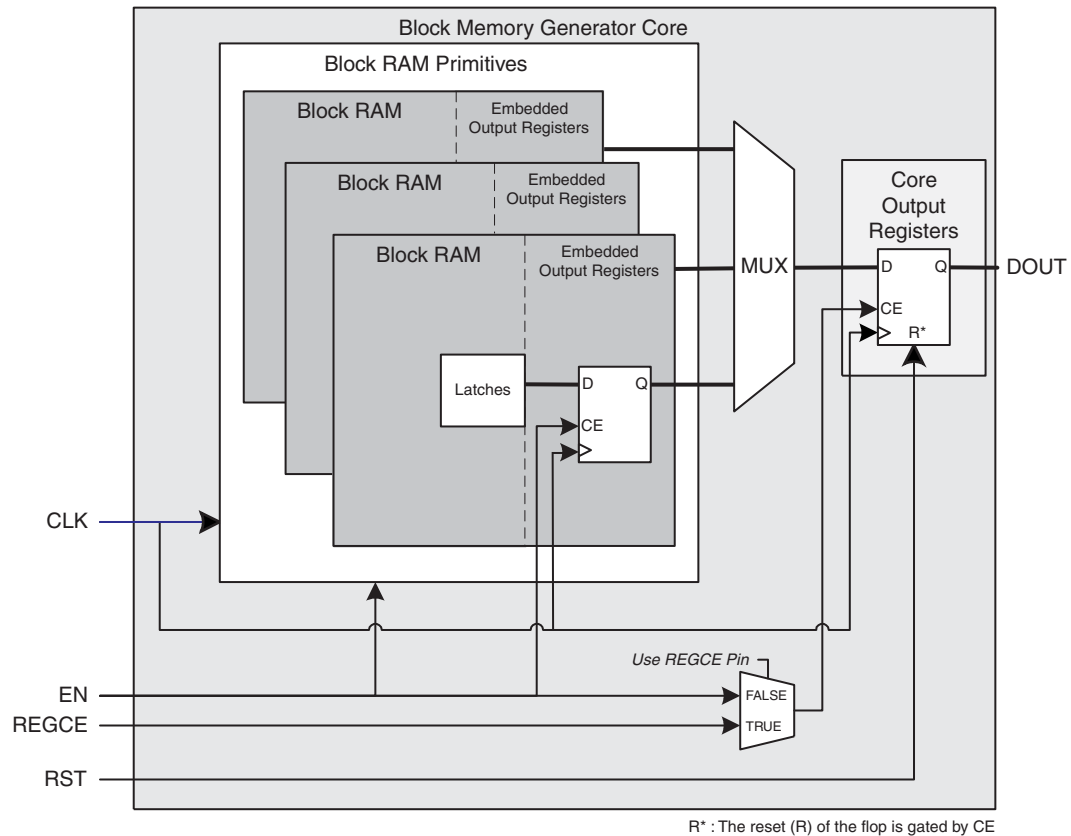 Block Memory Generator Core
Block RAM Primitives
Block RAM
Embedded
Output Registers
Block RAM
Embedded
Output Registers
Block RAM
Embedded
Output Registers
MUX
Core
Output
Registers
D
Q
DOUT
CE
R*
Latches
D
Q
CE
CLK
Use REGCE Pin
EN
FALSE
REGCE
TRUE
RST
R* : The reset (R) of the flop is gated by CE